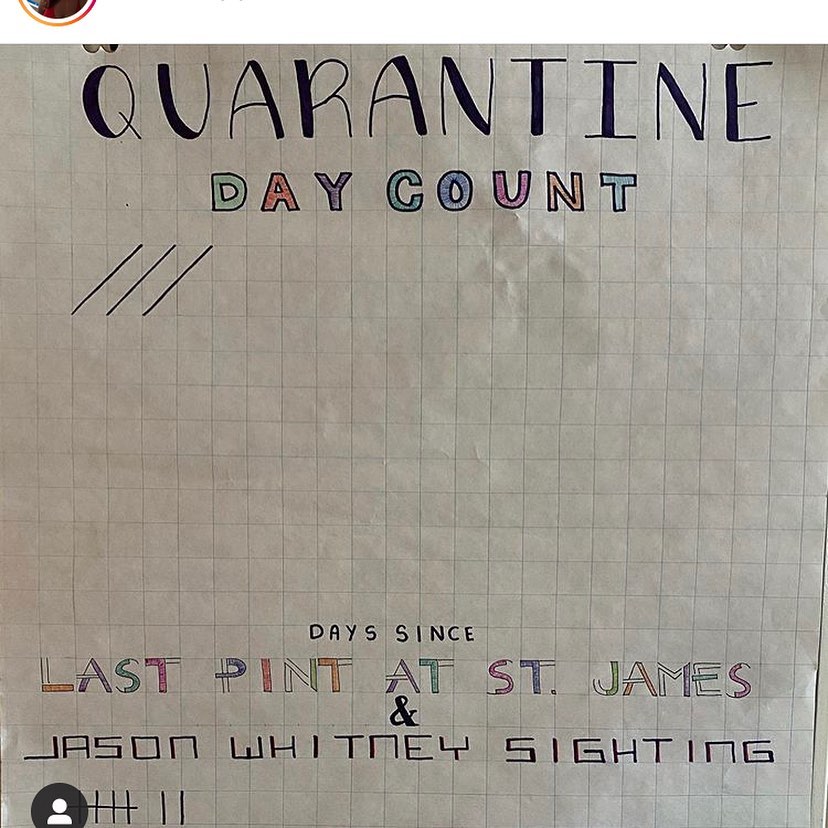 QUARANTINE
DAY COUNT
DAYS SINCE
LAST PINT AT ST. JAMES
&
JASON WHITNEY SIGHTING